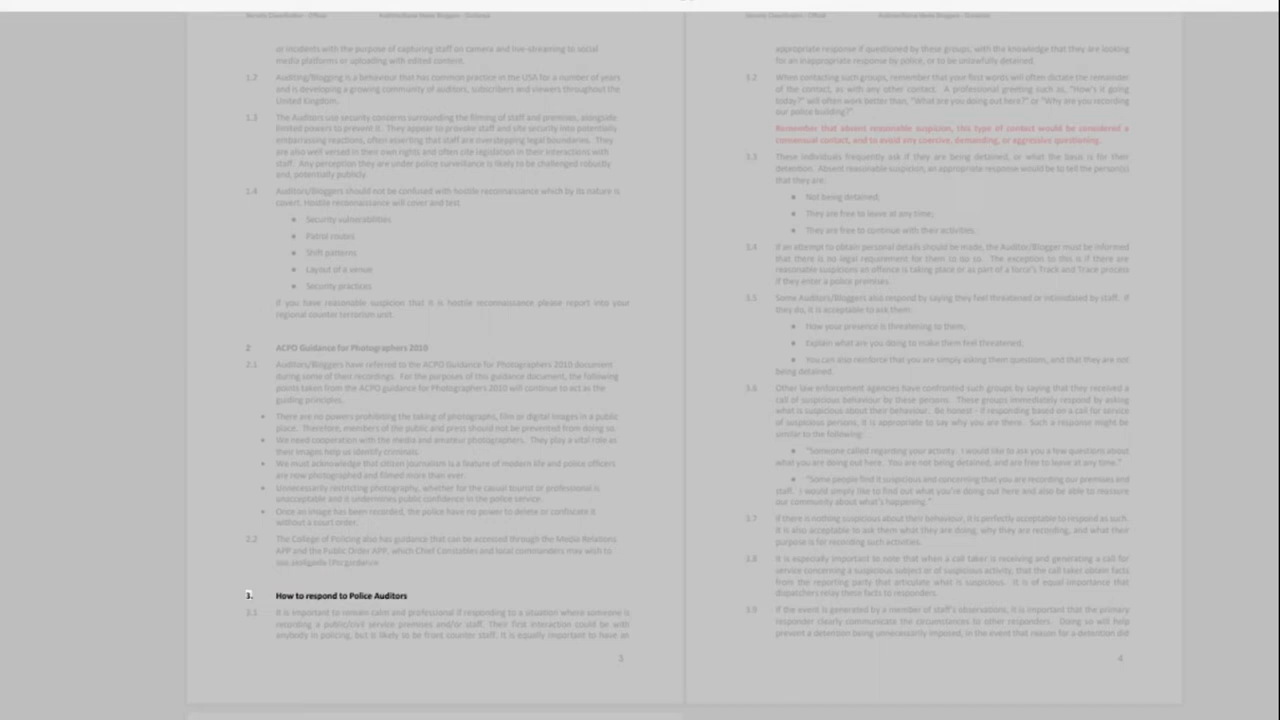 Security Classification - Official Auditors/Social Media Bloggers - Guidance
or incidents with the purpose of capturing staff on camera and live-streaming to social
media platforms or uploading with edited content.
1.2 Auditing/Blogging is a behaviour that has common practice in the USA for a number of years
and is developing a growing community of auditors, subscribers and viewers throughout the
United Kingdom.
1.3 The Auditors use security concerns surrounding the filming of staff and premises, alongside
limited powers to prevent it. They appear to provoke staff and site security into potentially
embarrassing reactions, often asserting that staff are overstepping legal boundaries. They
are also well versed in their own rights and often cite legislation in their interactions with
staff. Any perception they are under police surveillance is likely to be challenged robustly
and, potentially publicly.
1.4 Auditors/Bloggers should not be confused with hostile reconnaissance which by its nature is
covert. Hostile reconnaissance will cover and test
• Security vulnerabilities
• Patrol routes
• Shift patterns
• Layout of a venue
• Security practices
If you have reasonable suspicion that it is hostile reconnaissance please report into your
regional counter terrorism unit.
2 ACPO Guidance for Photographers 2010
2.1 Auditors/Bloggers have referred to the ACPO Guidance for Photographers 2010 document
during some of their recordings. For the purposes of this guidance document, the following
points taken from the ACPO guidance for Photographers 2010 will continue to act as the
guiding principles.
• There are no powers prohibiting the taking of photographs, film or digital images in a public
place. Therefore, members of the public and press should not be prevented from doing so.
• We need cooperation with the media and amateur photographers. They play a vital role as
their images help us identify criminals.
• We must acknowledge that citizen journalism is a feature of modern life and police officers
are now photographed and filmed more than ever.
• Unnecessarily restricting photography, whether for the casual tourist or professional is
unacceptable and it undermines public confidence in the police service.
• Once an image has been recorded, the police have no power to delete or confiscate it
without a court order.
2.2 The College of Policing also has guidance that can be accessed through the Media Relations
APP and the Public Order APP, which Chief Constables and local commanders may wish to
3. How to respond to Police Auditors
3.1 It is important to remain calm and professional if responding to a situation where someone is
recording a public/civil service premises and/or staff. Their first interaction could be with
anybody in policing, but it is likely to be front counter staff. It is equally important to have an
3
Security Classification - Official Auditors/Social Media Bloggers - Guidance
appropriate response if questioned by these groups, with the knowledge that they are looking
for an inappropriate response by police, or to be unlawfully detained.
3.2 When contacting such groups, remember that your first words will often dictate the remainder
of the contact, as with any other contact. A professional greeting such as, "How's it going
today?" will often work better than, "What are you doing out here?" or "Why are you recording
our police building?"
Remember that absent reasonable suspicion, this type of contact would be considered a
consensual contact, and to avoid any coercive, demanding, or aggressive questioning.
3.3 These individuals frequently ask if they are being detained, or what the basis is for their
detention. Absent reasonable suspicion, an appropriate response would be to tell the person(s)
that they are:
• Not being detained;
• They are free to leave at any time;
• They are free to continue with their activities.
3.4 If an attempt to obtain personal details should be made, the Auditor/Blogger must be informed
that there is no legal requirement for them to do so. The exception to this is if there are
reasonable suspicions an offence is taking place or as part of a force's Track and Trace process
if they enter a police premises.
3.5 Some Auditors/Bloggers also respond by saying they feel threatened or intimidated by staff. If
they do, it is acceptable to ask them:
• How your presence is threatening to them;
• Explain what are you doing to make them feel threatened;
• You can also reinforce that you are simply asking them questions, and that they are not
being detained.
3.6 Other law enforcement agencies have confronted such groups by saying that they received a
call of suspicious behaviour by these persons. These groups immediately respond by asking
what is suspicious about their behaviour. Be honest - if responding based on a call for service
of suspicious persons, it is appropriate to say why you are there. Such a response might be
similar to the following:
• "Someone called regarding your activity. I would like to ask you a few questions about
what you are doing out here. You are not being detained, and are free to leave at any time."
• "Some people find it suspicious and concerning that you are recording our premises and
staff. I would simply like to find out what you're doing out here and also be able to reassure
our community about what's happening."
3.7 If there is nothing suspicious about their behaviour, it is perfectly acceptable to respond as such.
It is also acceptable to ask them what they are doing, why they are recording, and what their
purpose is for recording such activities.
3.8 It is especially important to note that when a call taker is receiving and generating a call for
service concerning a suspicious subject or of suspicious activity, that the call taker obtain facts
from the reporting party that articulate what is suspicious. It is of equal importance that
dispatchers relay these facts to responders.
3.9 If the event is generated by a member of staff's observations, it is important that the primary
responder clearly communicate the circumstances to other responders. Doing so will help
prevent a detention being unnecessarily imposed, in the event that reason for a detention did
4